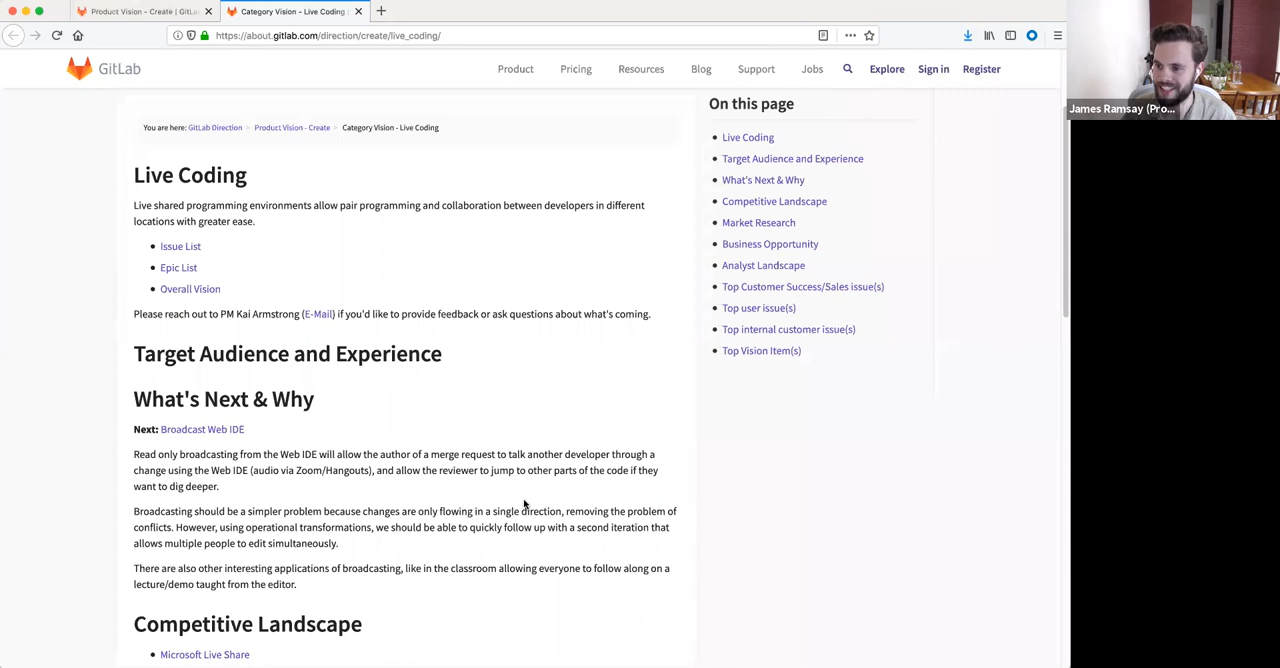 Product Vision - Create | GitLa
Category Vision - Live Coding |
https://about.gitlab.com/direction/create/live_coding/
GitLab
Product
Pricing
Resources
Blog
Support
Jobs
Explore
Sign in
Register
James Ramsay (Pro...
You are here: GitLab Direction > Product Vision - Create > Category Vision - Live Coding
Live Coding
Live shared programming environments allow pair programming and collaboration between developers in different
locations with greater ease.
Issue List
Epic List
Overall Vision
Please reach out to PM Kai Armstrong (E-Mail) if you'd like to provide feedback or ask questions about what's coming.
Target Audience and Experience
What's Next & Why
Next: Broadcast Web IDE
Read only broadcasting from the Web IDE will allow the author of a merge request to talk another developer through a
change using the Web IDE (audio via Zoom/Hangouts), and allow the reviewer to jump to other parts of the code if they
want to dig deeper.
Broadcasting should be a simpler problem because changes are only flowing in a single direction, removing the problem of
conflicts. However, using operational transformations, we should be able to quickly follow up with a second iteration that
allows multiple people to edit simultaneously.
There are also other interesting applications of broadcasting, like in the classroom allowing everyone to follow along on a
lecture/demo taught from the editor.
Competitive Landscape
Microsoft Live Share
On this page
Live Coding
Target Audience and Experience
What's Next & Why
Competitive Landscape
Market Research
Business Opportunity
Analyst Landscape
Top Customer Success/Sales issue(s)
Top user issue(s)
Top internal customer issue(s)
Top Vision Item(s)